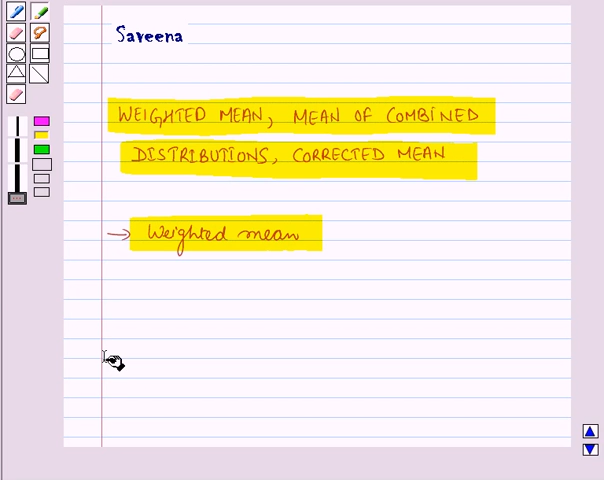 Saveena
WEIGHTED MEAN, MEAN OF COMBINED
DISTRIBUTIONS, CORRECTED MEAN
→ Weighted mean